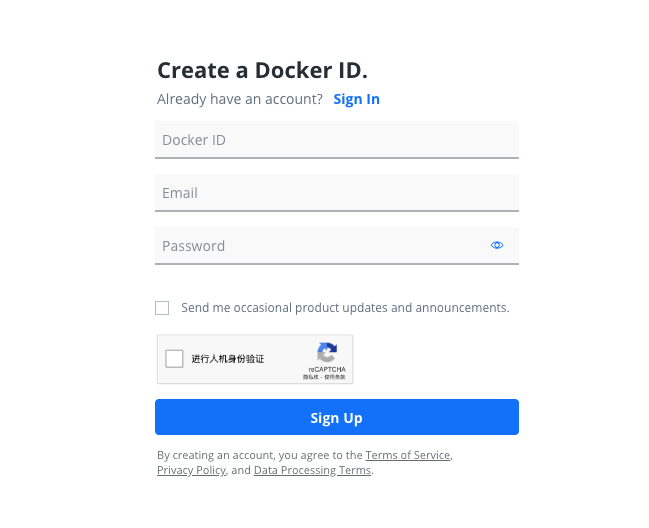 Create a Docker ID.
Already have an account? Sign In
Docker ID
Email
Password
Send me occasional product updates and announcements.
进行人机身份验证
reCAPTCHA
隐私权 - 使用条款
Sign Up
By creating an account, you agree to the Terms of Service,
Privacy Policy, and Data Processing Terms.